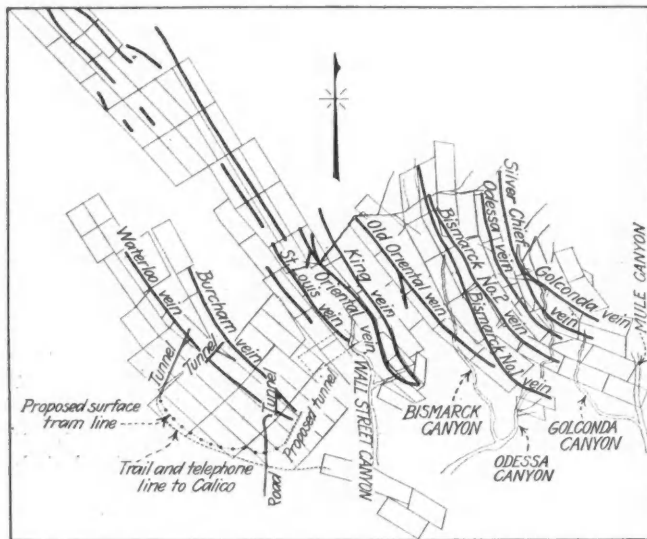 Waterloo vein
Burcham vein
Tunnel
Tunnel
Tunnel
Proposed tunnel
Proposed surface
tram line
Trail and telephone
line to Calico
Road
St. Louis vein
Oriental vein
King vein
WALL STREET CANYON
Old Oriental vein
Bismarck No.2 vein
Bismarck No.1 vein
Odessa vein
Silver Chief vein
Golconda vein
MULE CANYON
BISMARCK
CANYON
ODESSA
CANYON
GOLCONDA
CANYON